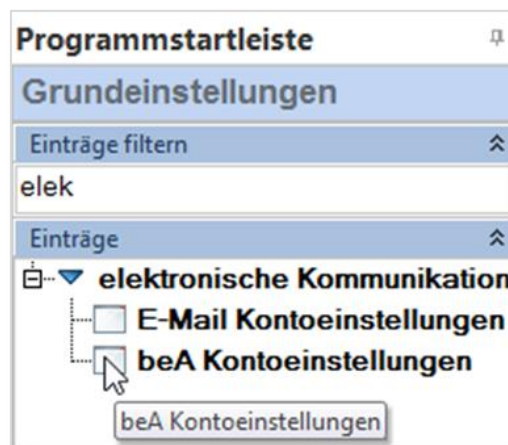 Programmstartleiste
Grundeinstellungen
Einträge filtern
elek
Einträge
elektronische Kommunikation
E-Mail Kontoeinstellungen
beA Kontoeinstellungen
beA Kontoeinstellungen